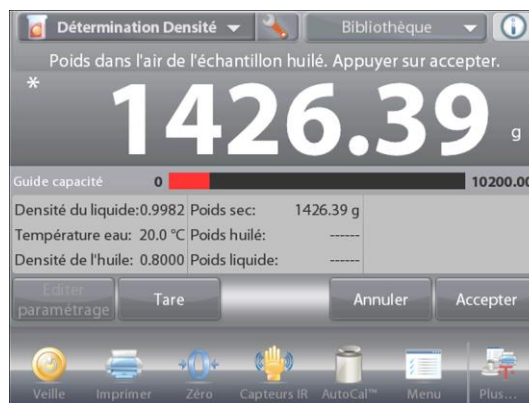 Détermination Densité Bibliothèque
Poids dans l'air de l'échantillon huilé. Appuyer sur accepter.
* 1426.39 g
Guide capacité 0 10200.00
Densité du liquide:0.9982 Poids sec: 1426.39 g
Température eau: 20.0 °C Poids huilé: ------
Densité de l'huile: 0.8000 Poids liquide: ------
Editer
paramétrage Tare Annuler Accepter
Veille Imprimer Zéro Capteurs IR AutoCal™ Menu Plus...